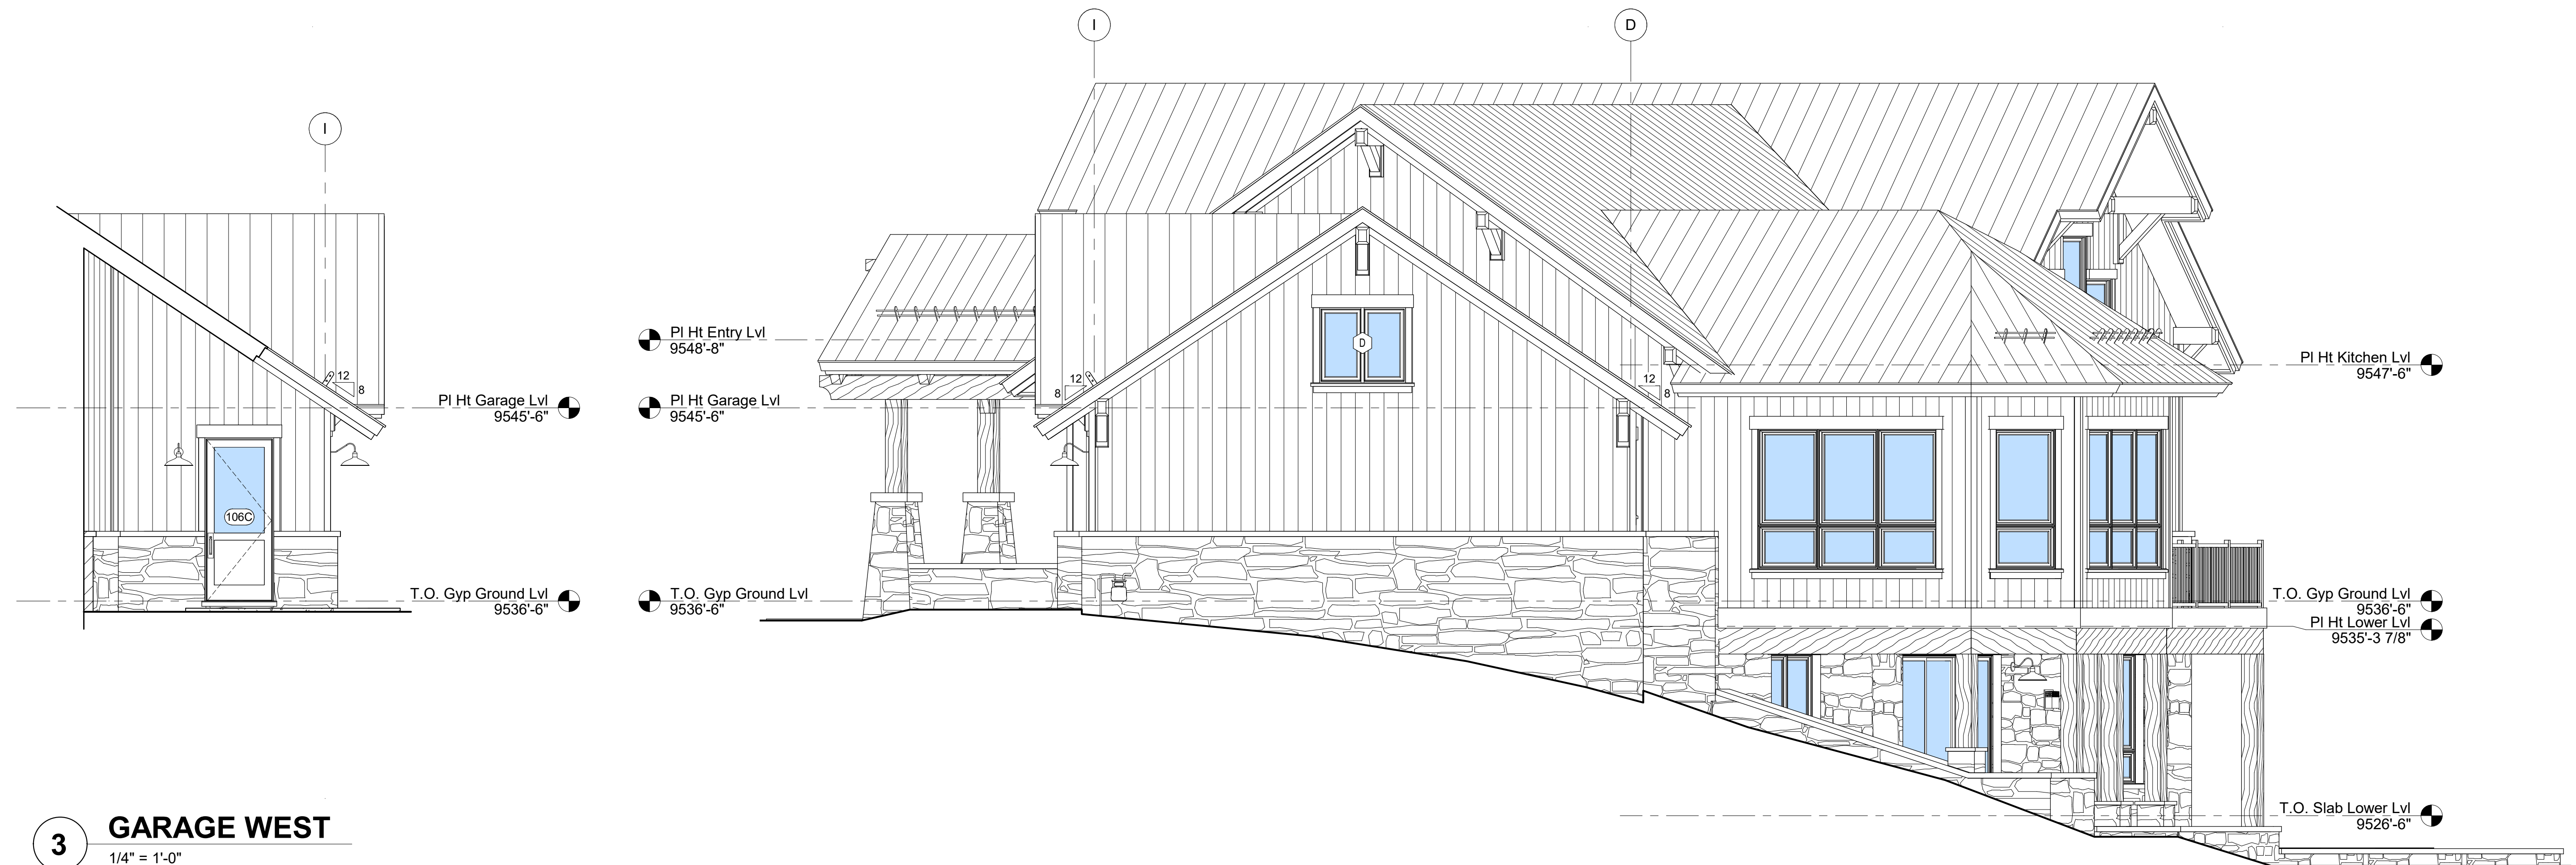 I
D
I
12
8
Pl Ht Garage Lvl
9545'-6"
106C
T.O. Gyp Ground Lvl
9536'-6"
Pl Ht Entry Lvl
9548'-8"
Pl Ht Garage Lvl
9545'-6"
T.O. Gyp Ground Lvl
9536'-6"
12
8
D
12
8
Pl Ht Kitchen Lvl
9547'-6"
T.O. Gyp Ground Lvl
9536'-6"
Pl Ht Lower Lvl
9535'-3 7/8"
T.O. Slab Lower Lvl
9526'-6"
3
GARAGE WEST
1/4" = 1'-0"